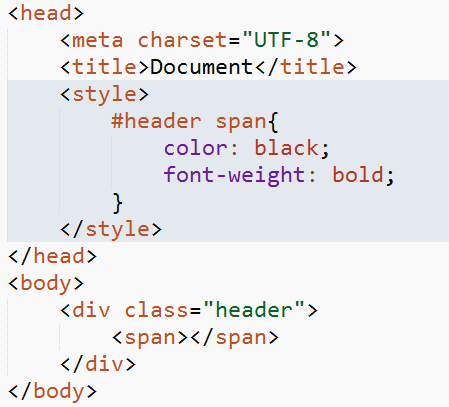 <head>
    <meta charset="UTF-8">
    <title>Document</title>
    <style>
        #header span{
            color: black;
            font-weight: bold;
        }
    </style>
</head>
<body>
    <div class="header">
        <span></span>
    </div>
</body>